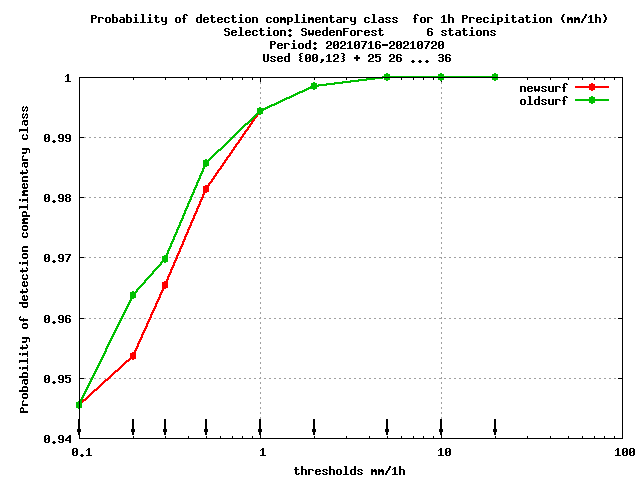 Probability of detection complimentary class  for 1h Precipitation (mm/1h)
Selection: SwedenForest      6 stations
Period: 20210716-20210720
Used {00,12} + 25 26 ... 36
newsurf
oldsurf
Probability of detection complimentary class
1
0.99
0.98
0.97
0.96
0.95
0.94
0.1
1
10
100
thresholds mm/1h